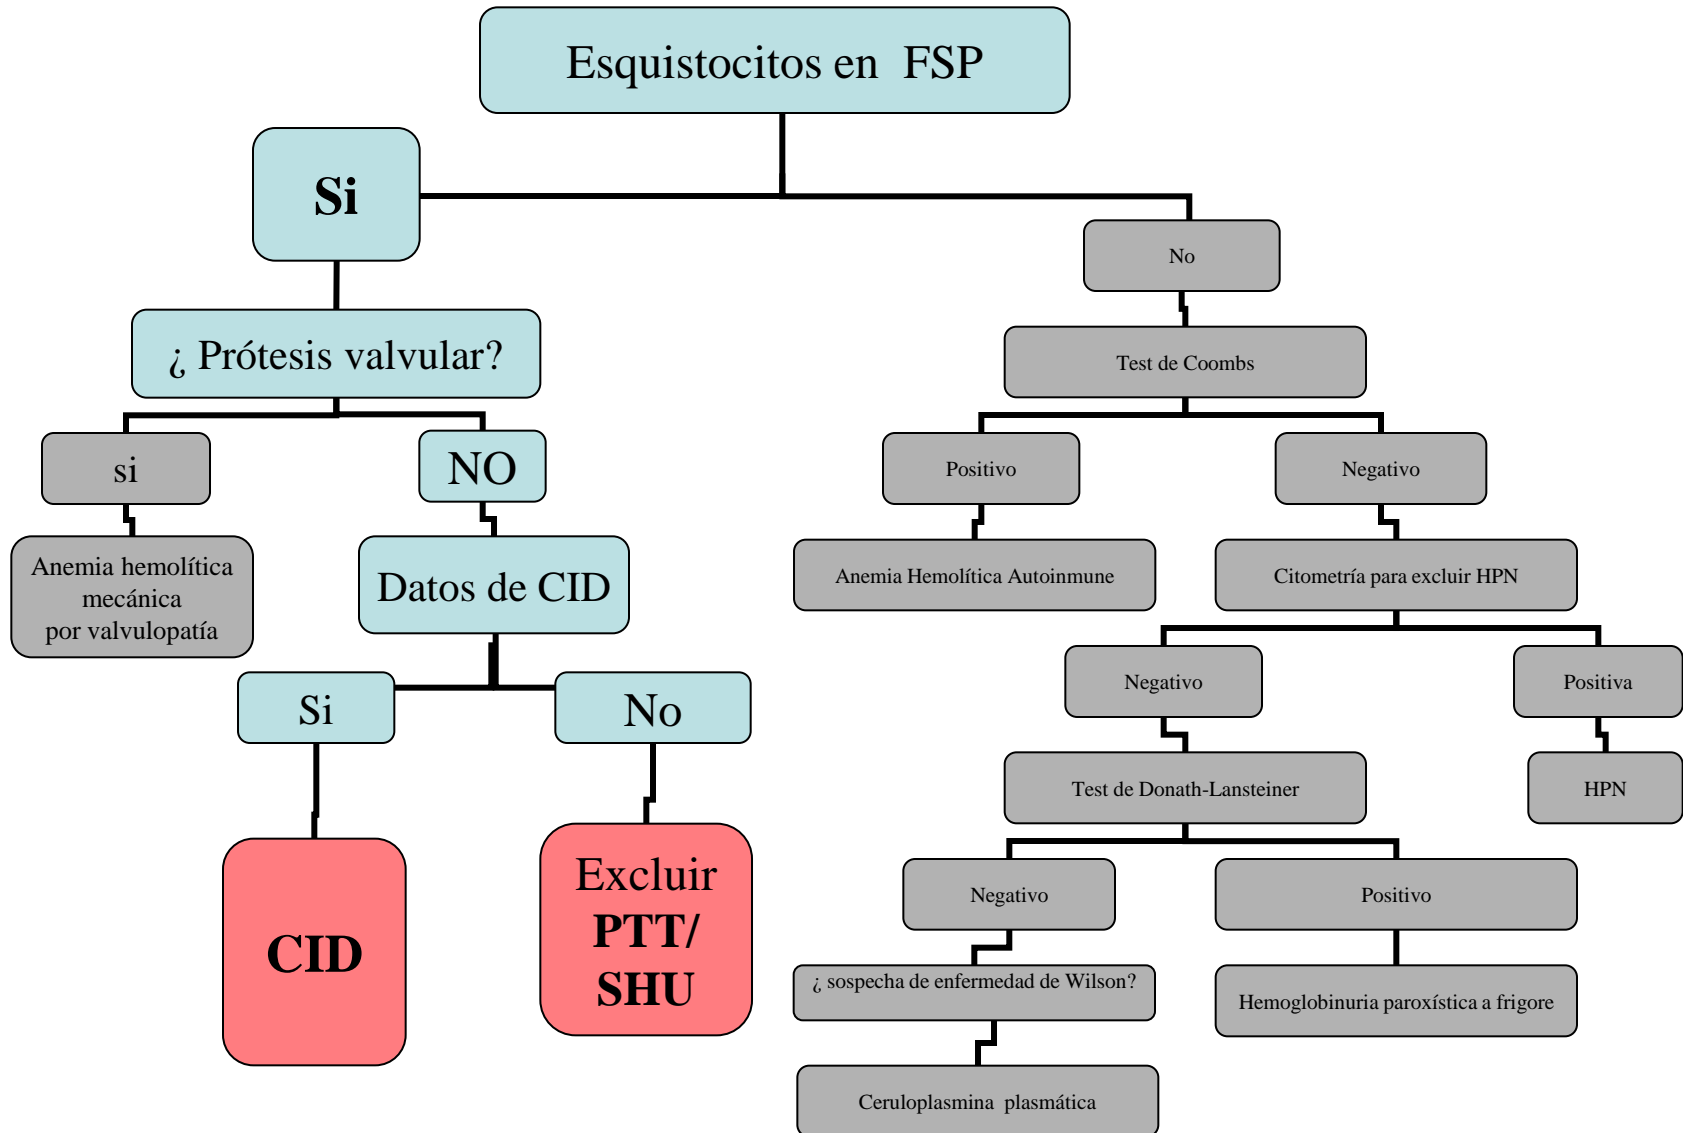 Esquistocitos en FSP
Si
No
¿ Prótesis valvular?
Test de Coombs
si
NO
Positivo
Negativo
Anemia hemolítica
mecánica
por valvulopatía
Datos de CID
Anemia Hemolítica Autoinmune
Citometría para excluir HPN
Si
No
Negativo
Positiva
Test de Donath-Lansteiner
HPN
CID
Excluir
PTT/
SHU
Negativo
Positivo
¿ sospecha de enfermedad de Wilson?
Hemoglobinuria paroxística a frigore
Ceruloplasmina plasmática